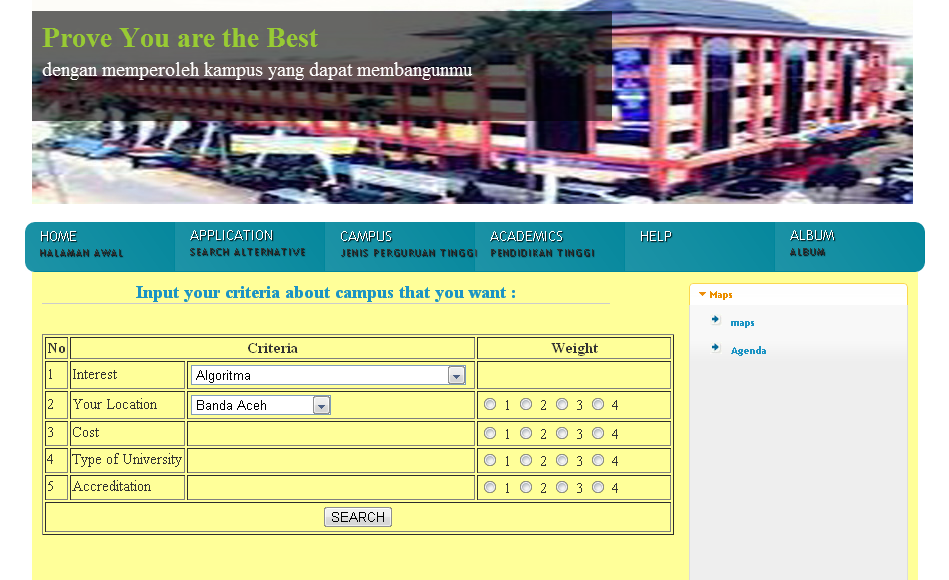 Prove You are the Best
dengan memperoleh kampus yang dapat membangunmu
HOME
HALAMAN AWAL
APPLICATION
SEARCH ALTERNATIVE
CAMPUS
JENIS PERGURUAN TINGGI
ACADEMICS
PENDIDIKAN TINGGI
HELP
ALBUM
ALBUM
Input your criteria about campus that you want :
No Criteria Weight
1 Interest Algoritma
2 Your Location Banda Aceh 1 2 3 4
3 Cost 1 2 3 4
4 Type of University 1 2 3 4
5 Accreditation 1 2 3 4
SEARCH
Maps
maps
Agenda